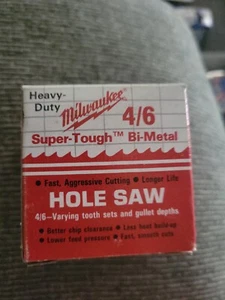 Heavy-
Duty
Milwaukee
4/6
Super-Tough™ Bi-Metal
• Fast, Aggressive Cutting • Longer Life
HOLE SAW
4/6—Varying tooth sets and gullet depths
• Better chip clearance • Less heat build-up
• Lower feed pressure • Fast, smooth cuts